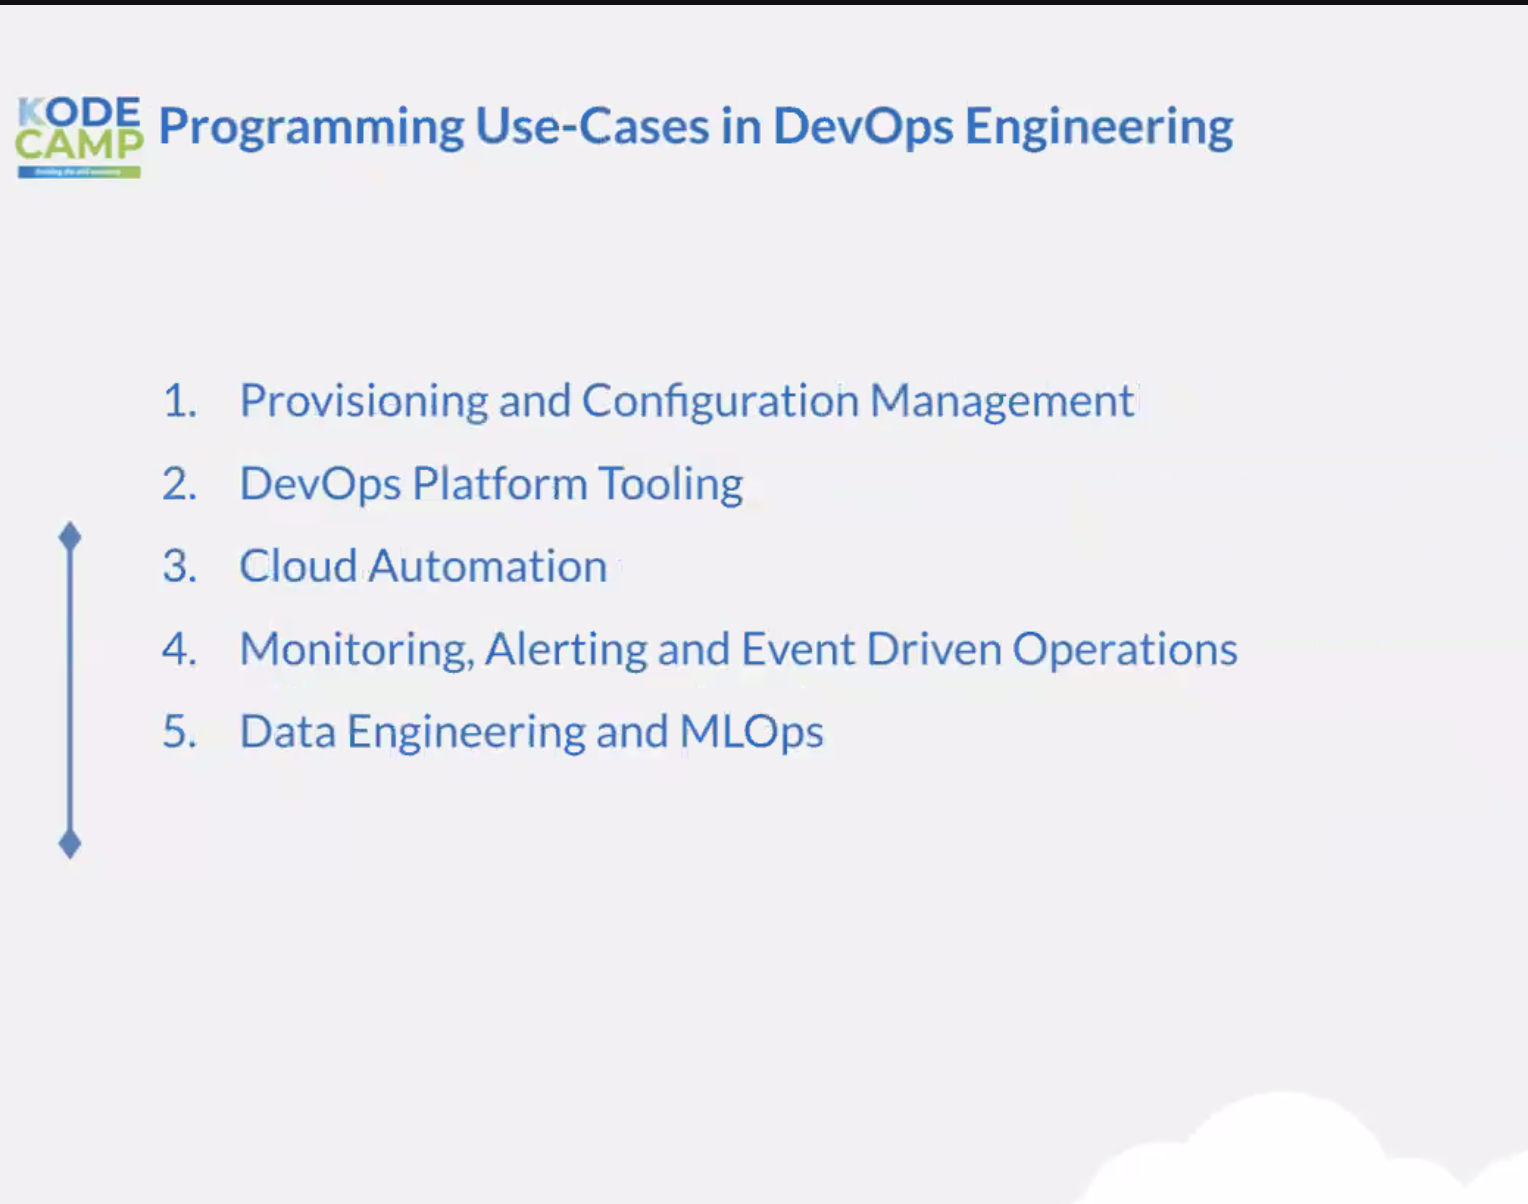 KODE
CAMP
Programming Use-Cases in DevOps Engineering
1. Provisioning and Configuration Management
2. DevOps Platform Tooling
3. Cloud Automation
4. Monitoring, Alerting and Event Driven Operations
5. Data Engineering and MLOps